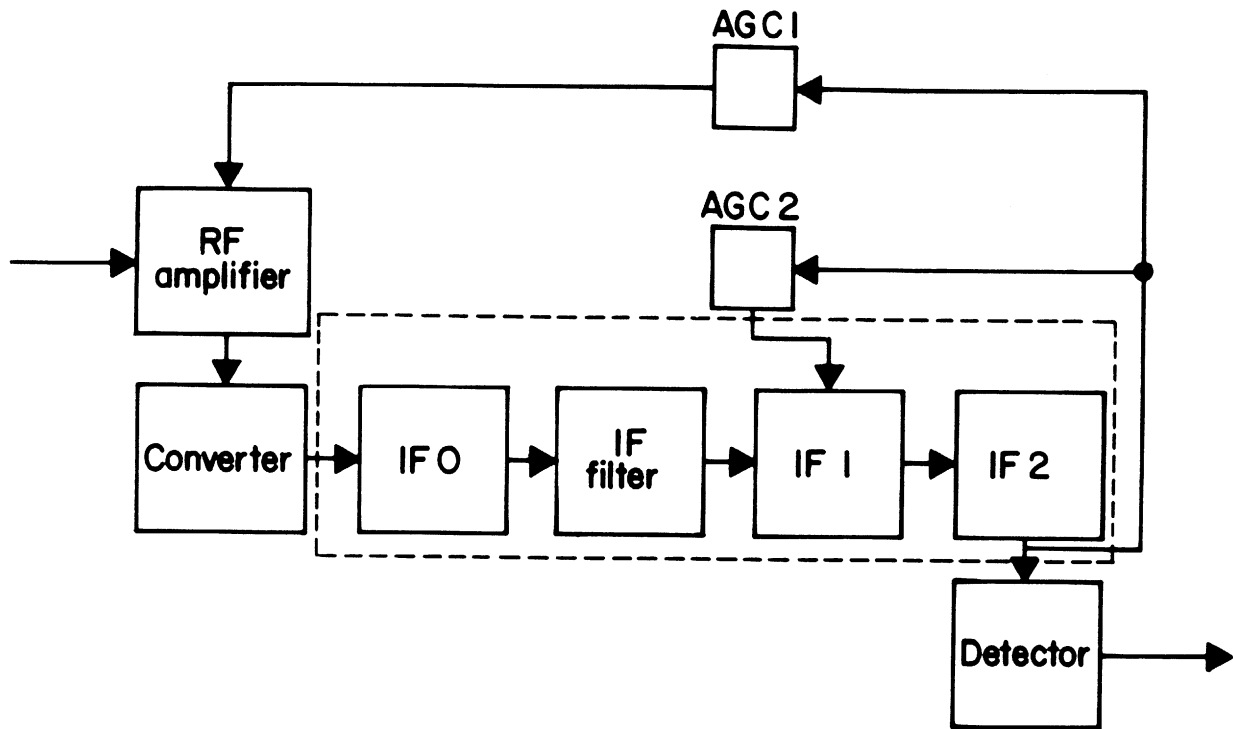 AGC1
AGC2
RF
amplifier
Converter
IF0
IF
filter
IF1
IF2
Detector